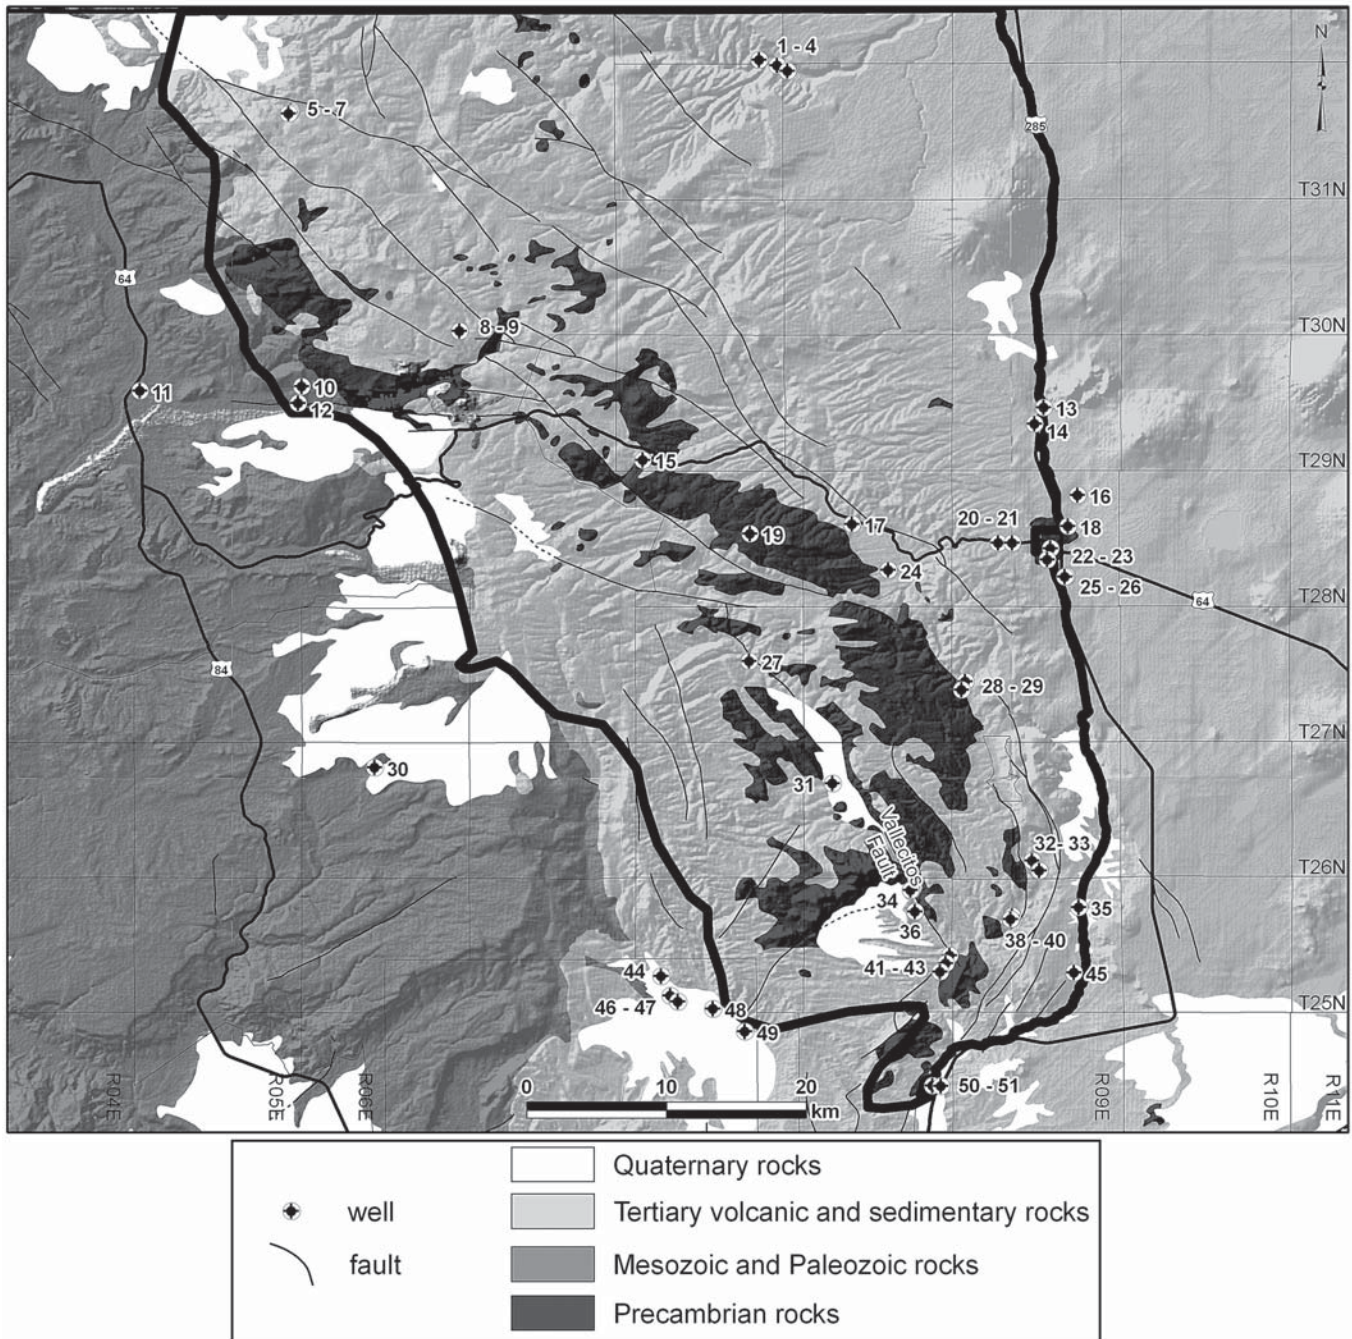 1 - 4
N
5 - 7
285
T31N
64
8 - 9
T30N
11
10
12
13
14
15
T29N
16
20 - 21
17
18
19
22 - 23
24
25 - 26
T28N
64
84
27
28 - 29
T27N
30
31
Vallecitos
Fault
32- 33
T26N
34
35
36
38 - 40
41 - 43
44
45
46 - 47
48
T25N
49
R04E
R05E
R06E
0
10
20
km
50 - 51
R09E
R10E
R11E
Quaternary rocks
well
Tertiary volcanic and sedimentary rocks
fault
Mesozoic and Paleozoic rocks
Precambrian rocks